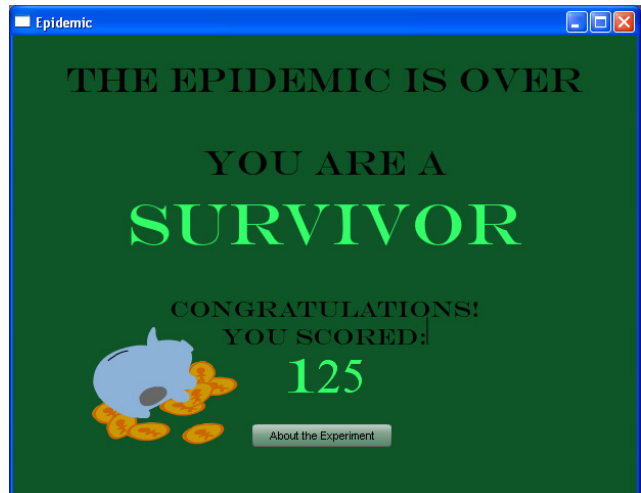 Epidemic
THE EPIDEMIC IS OVER
YOU ARE A
SURVIVOR
CONGRATULATIONS!
YOU SCORED:
125
About the Experiment